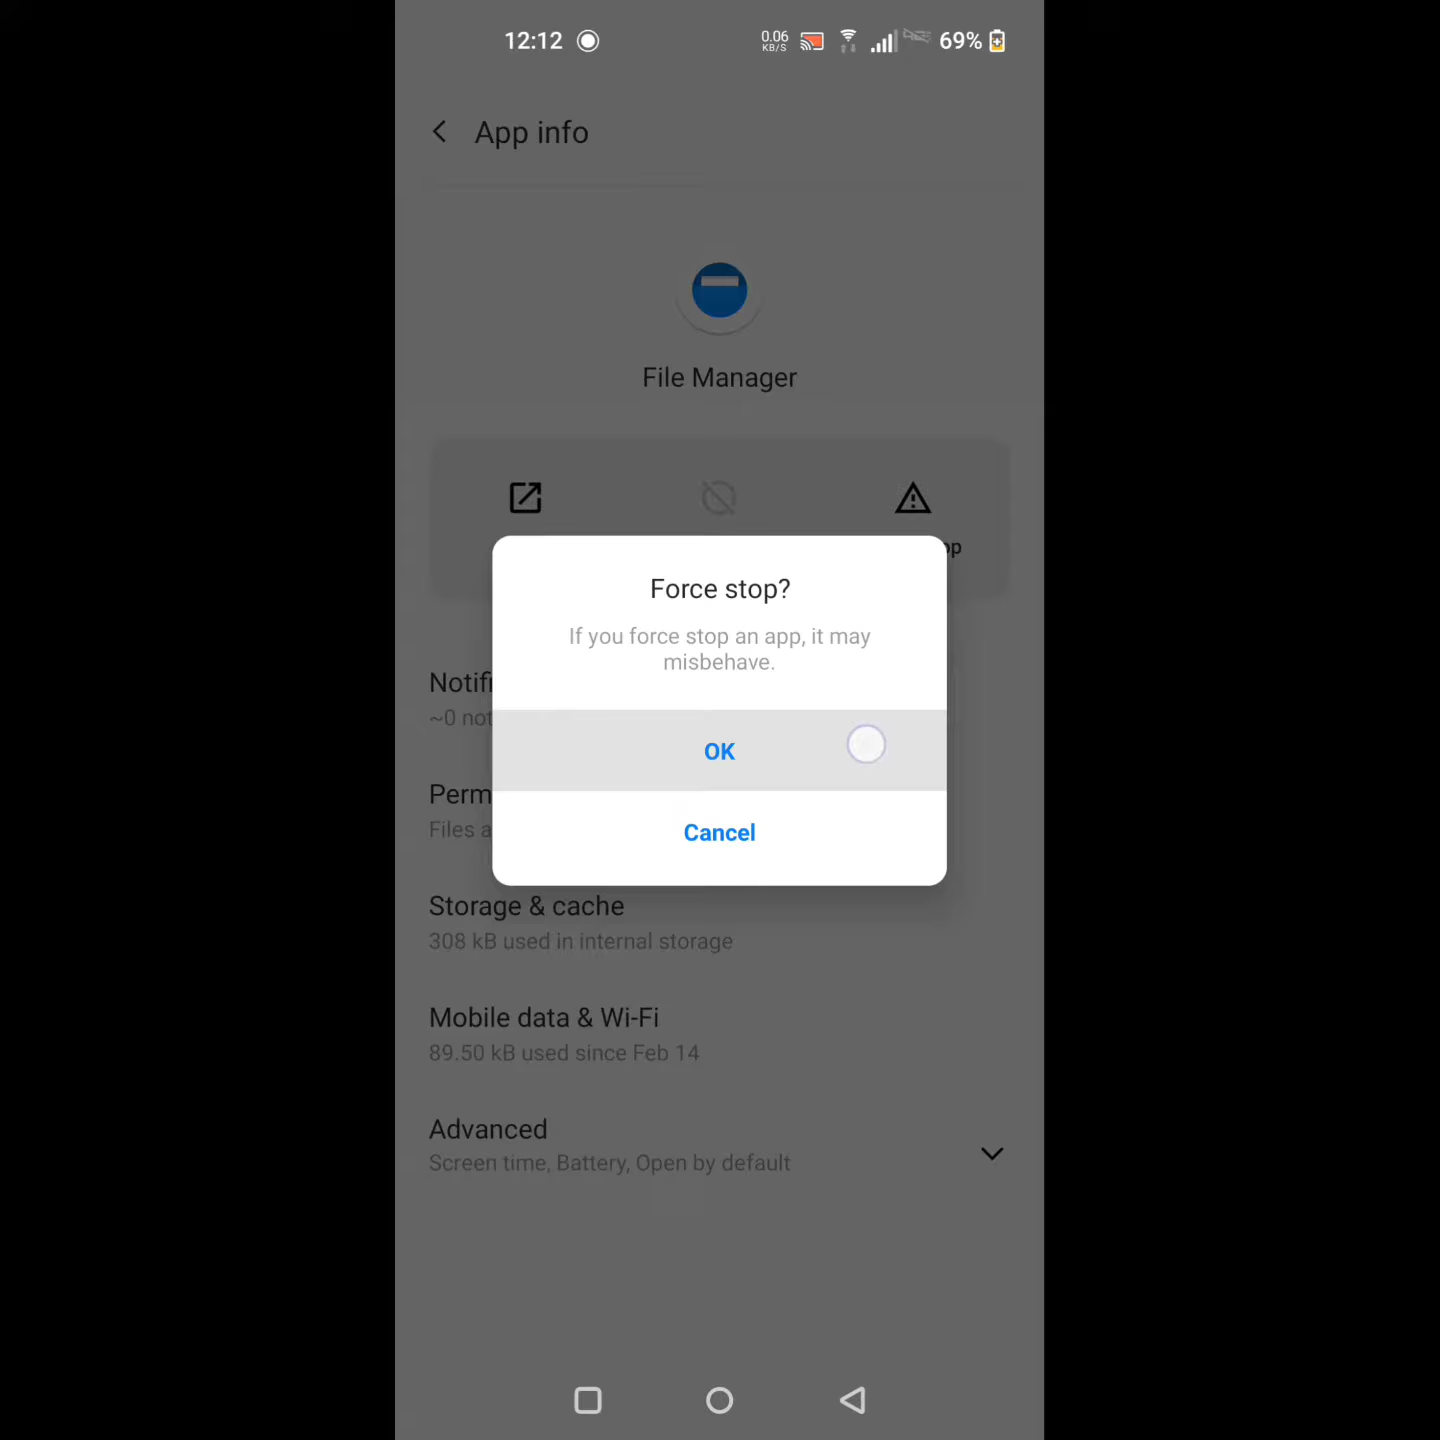 12:12
0.06
KB/S
69%
App info
File Manager
op
Force stop?
If you force stop an app, it may
misbehave.
Notifi
~0 not
OK
Perm
Files a
Cancel
Storage & cache
308 kB used in internal storage
Mobile data & Wi-Fi
89.50 kB used since Feb 14
Advanced
Screen time, Battery, Open by default